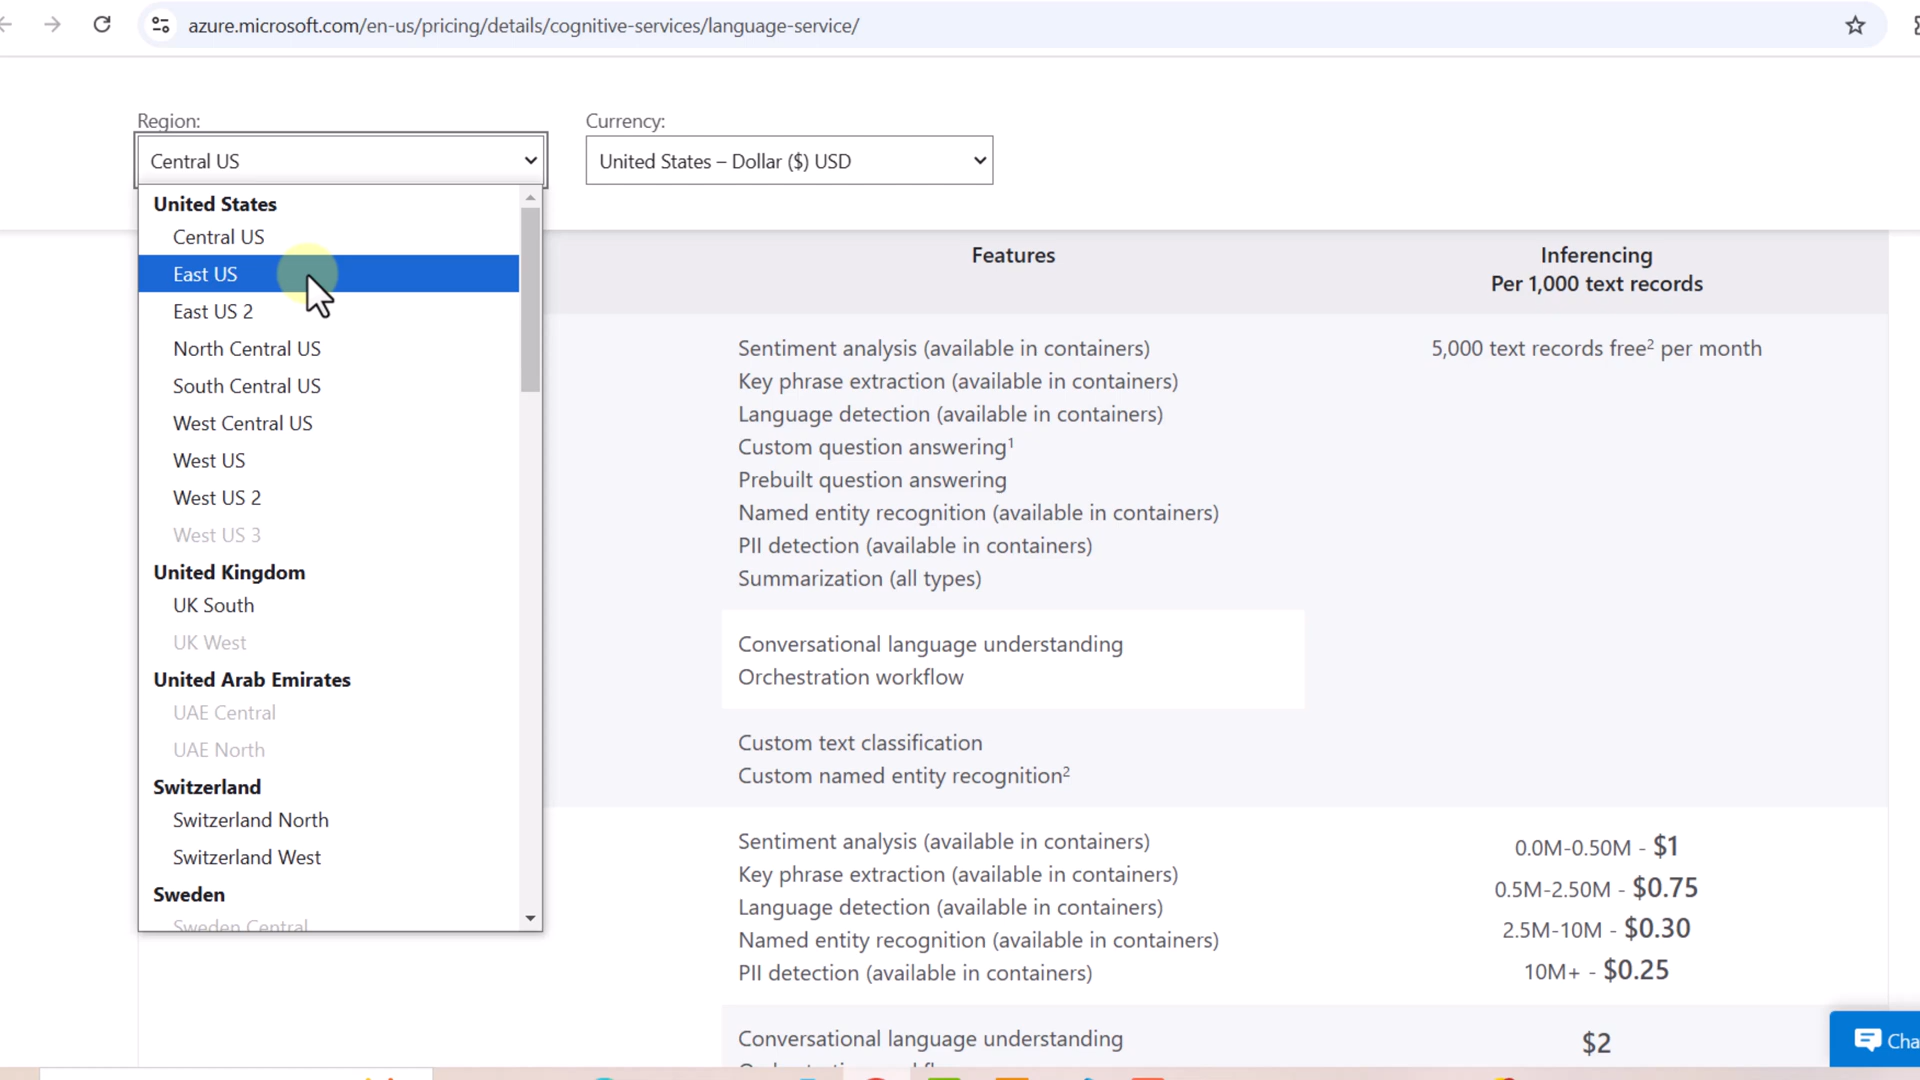 azure.microsoft.com/en-us/pricing/details/cognitive-services/language-service/
Region:
Currency:
Central US
United States – Dollar ($) USD
United States
Central US
East US
East US 2
North Central US
South Central US
West Central US
West US
West US 2
West US 3
United Kingdom
UK South
UK West
United Arab Emirates
UAE Central
UAE North
Switzerland
Switzerland North
Switzerland West
Sweden
Sweden Central
Features
Inferencing
Per 1,000 text records
Sentiment analysis (available in containers)
Key phrase extraction (available in containers)
Language detection (available in containers)
Custom question answering¹
Prebuilt question answering
Named entity recognition (available in containers)
PII detection (available in containers)
Summarization (all types)
5,000 text records free² per month
Conversational language understanding
Orchestration workflow
Custom text classification
Custom named entity recognition²
Sentiment analysis (available in containers)
Key phrase extraction (available in containers)
Language detection (available in containers)
Named entity recognition (available in containers)
PII detection (available in containers)
0.0M-0.50M - $1
0.5M-2.50M - $0.75
2.5M-10M - $0.30
10M+ - $0.25
Conversational language understanding
$2
Cha